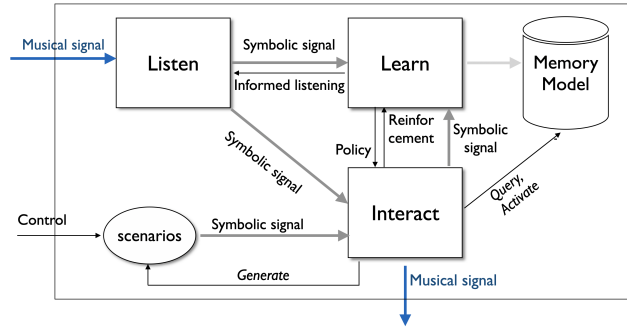 Musical signal
Listen
Symbolic signal
Informed listening
Learn
Memory
Model
Symbolic signal
Policy
Reinfor
cement
Symbolic
signal
Query,
Activate
Control
scenarios
Symbolic signal
Interact
Generate
Musical signal